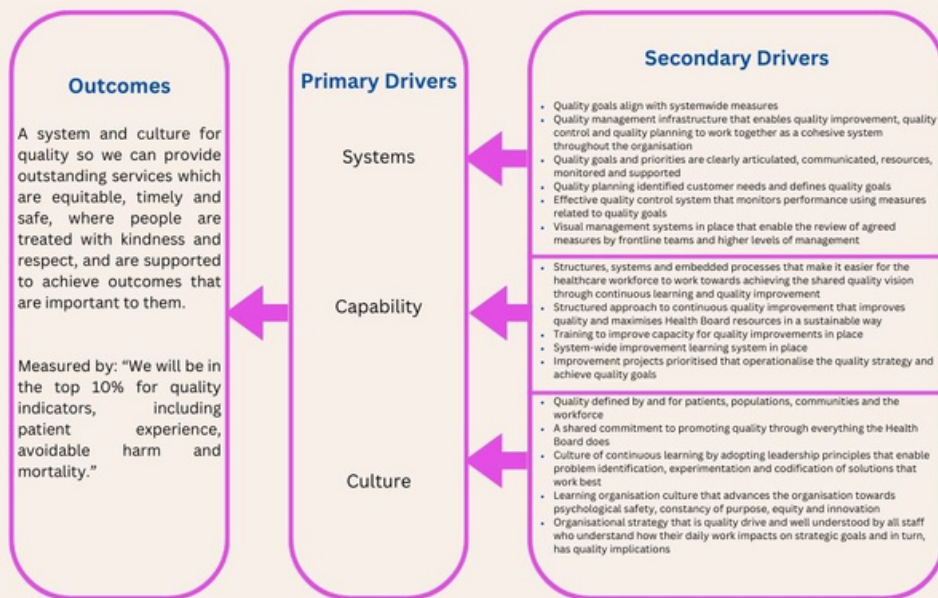 Outcomes
A system and culture for
quality so we can provide
outstanding services which
are equitable, timely and
safe, where people are
treated with kindness and
respect, and are supported
to achieve outcomes that
are important to them.
Measured by: “We will be in
the top 10% for quality
indicators, including
patient experience,
avoidable harm and
mortality.”
Primary Drivers
Systems
Capability
Culture
Secondary Drivers
• Quality goals align with systemwide measures
• Quality management infrastructure that enables quality improvement, quality
control and quality planning to work together as a cohesive system
throughout the organisation
• Quality goals and priorities are clearly articulated, communicated, resources,
monitored and supported
• Quality planning identified customer needs and defines quality goals
• Effective quality control system that monitors performance using measures
related to quality goals
• Visual management systems in place that enable the review of agreed
measures by frontline teams and higher levels of management
• Structures, systems and embedded processes that make it easier for the
healthcare workforce to work towards achieving the shared quality vision
through continuous learning and quality improvement
• Structured approach to continuous quality improvement that improves
quality and maximises Health Board resources in a sustainable way
• Training to improve capacity for quality improvements in place
• System-wide improvement learning system in place
• Improvement projects prioritised that operationalise the quality strategy and
achieve quality goals
• Quality defined by and for patients, populations, communities and the
workforce
• A shared commitment to promoting quality through everything the Health
Board does
• Culture of continuous learning by adopting leadership principles that enable
problem identification, experimentation and codification of solutions that
work best
• Learning organisation culture that advances the organisation towards
psychological safety, constancy of purpose, equity and innovation
• Organisational strategy that is quality drive and well understood by all staff
who understand how their daily work impacts on strategic goals and in turn,
has quality implications